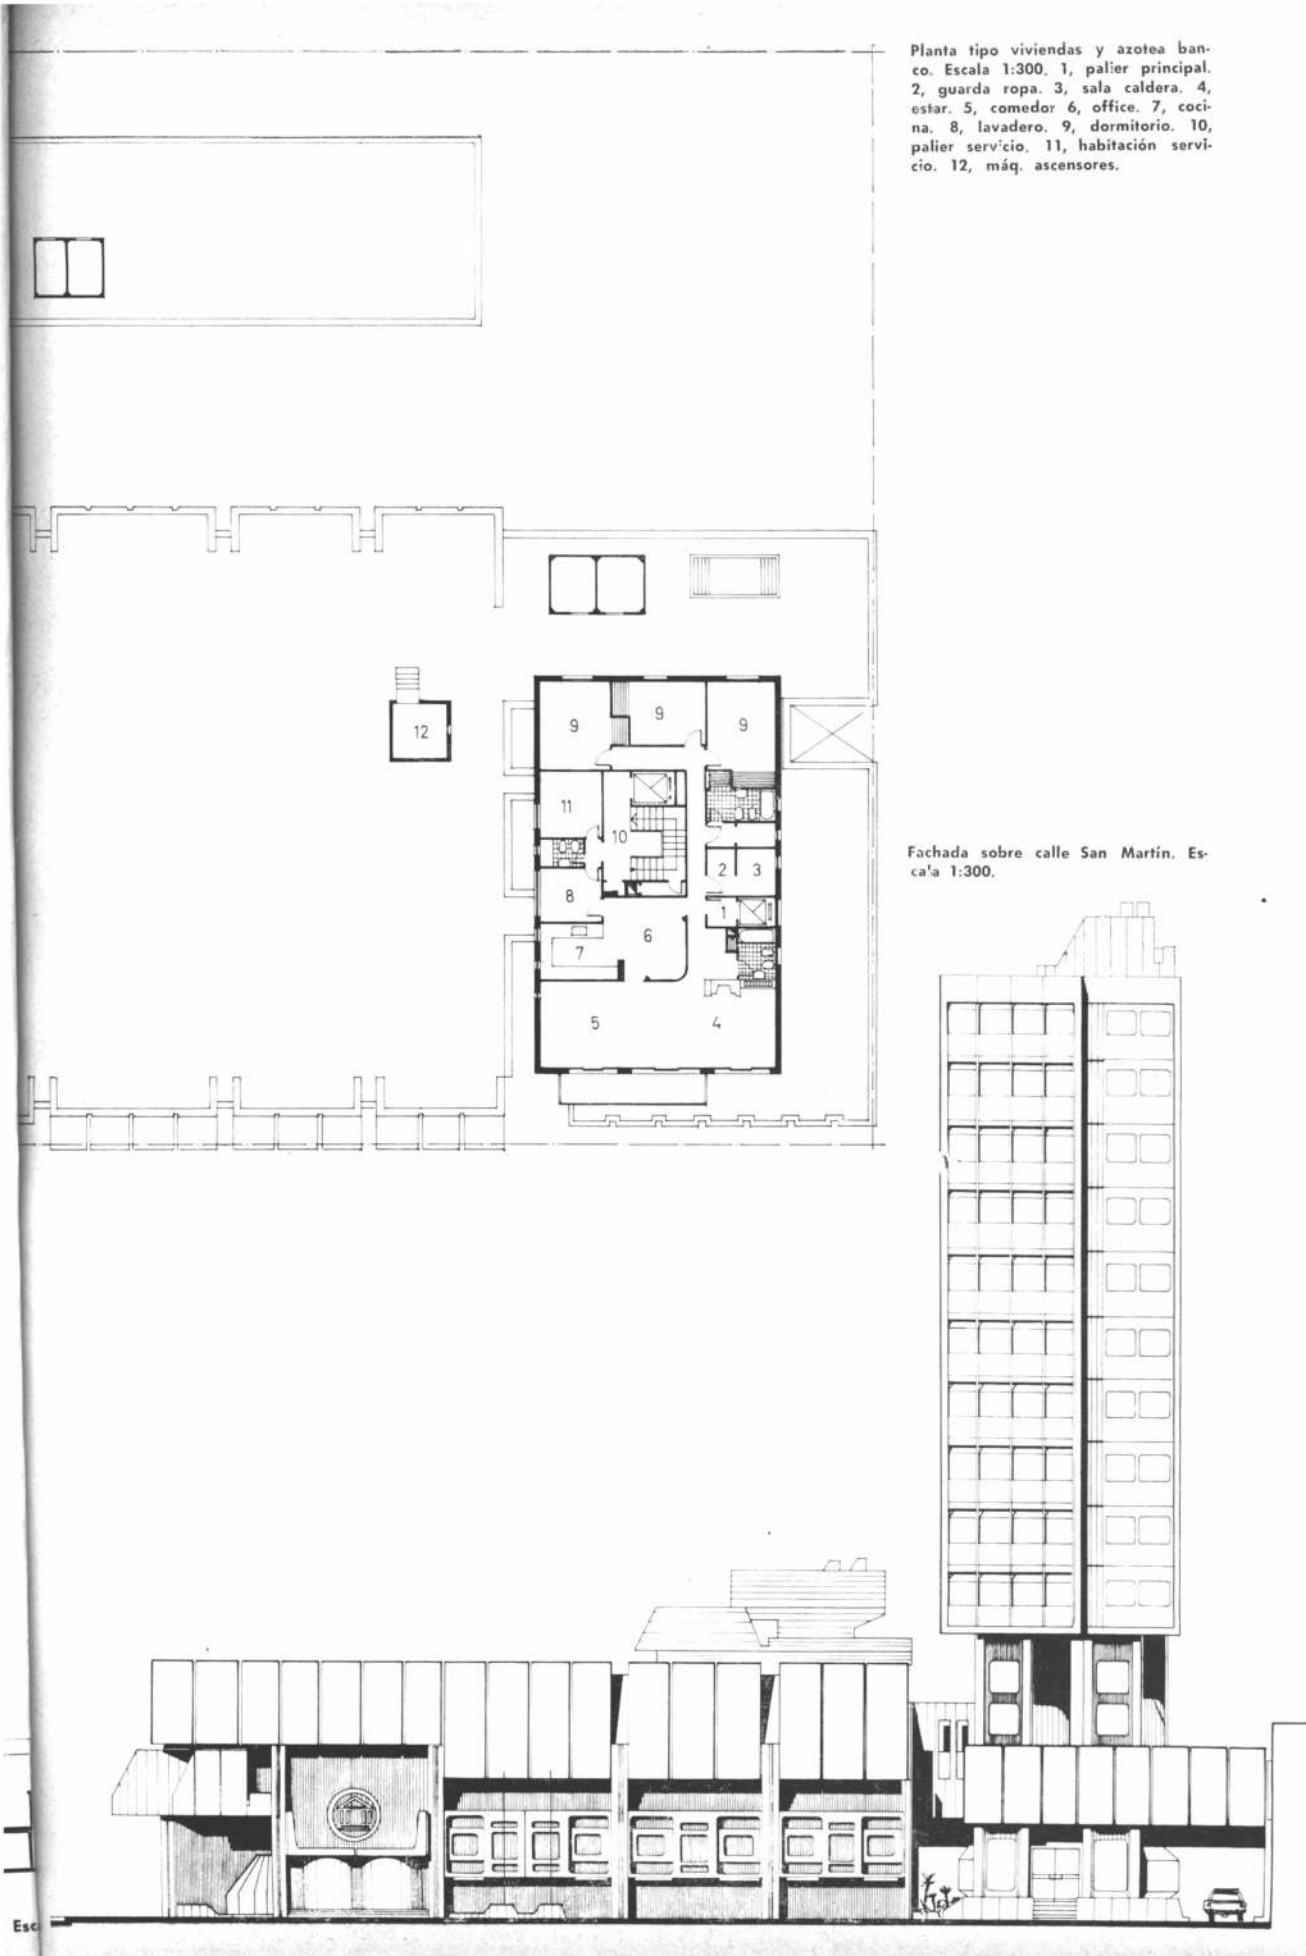 Planta tipo viviendas y azotea ban-
co. Escala 1:300. 1, palier principal.
2, guarda ropa. 3, sala caldera. 4,
estar. 5, comedor 6, office. 7, coci-
na. 8, lavadero. 9, dormitorio. 10,
palier servicio. 11, habitación servi-
cio. 12, máq. ascensores.
9
9
9
12
11
10
2
3
8
1
6
7
5
4
Fachada sobre calle San Martín. Es-
cala 1:300.
Esc